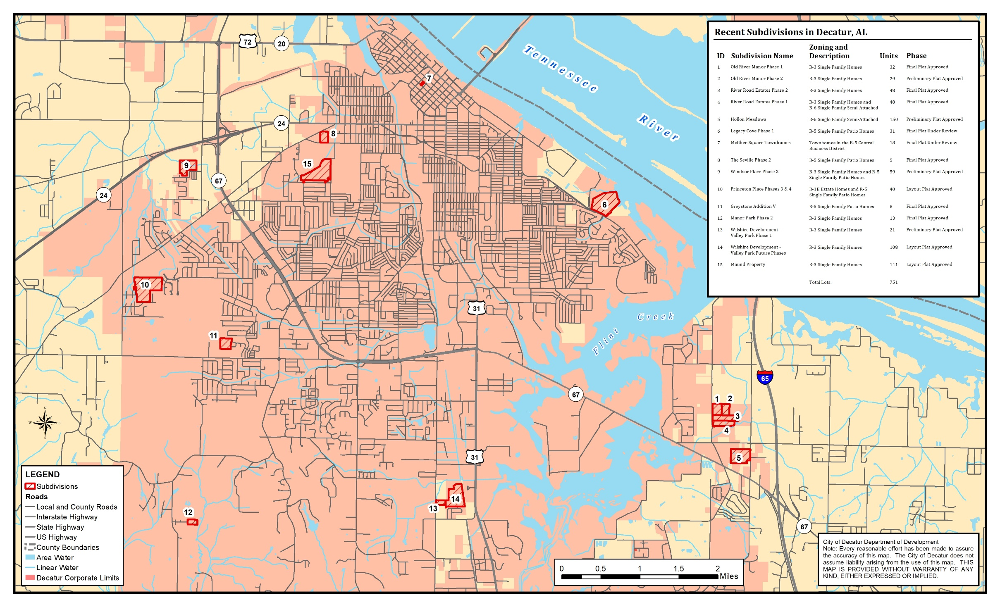 Recent Subdivisions in Decatur, AL
ID Subdivision Name Zoning and Description Units Phase
1 Old River Manor Phase 1 R-3 Single Family Homes 32 Final Plat Approved
2 Old River Manor Phase 2 R-3 Single Family Homes 29 Preliminary Plat Approved
3 River Road Estates Phase 2 R-3 Single Family Homes 48 Final Plat Approved
4 River Road Estates Phase 1 R-3 Single Family Homes and 48 Final Plat Approved
R-6 Single Family Semi-Attached
5 Hollon Meadows R-6 Single Family Semi-Attached 150 Preliminary Plat Approved
6 Legacy Cove Phase 1 R-5 Single Family Patio Homes 31 Final Plat Under Review
7 McGhee Square Townhomes Townhomes in the B-5 Central 18 Final Plat Under Review
Business District
8 The Seville Phase 2 R-5 Single Family Patio Homes 5 Final Plat Approved
9 Windsor Place Phase 2 R-3 Single Family Homes and R-5 59 Preliminary Plat Approved
Single Family Patio Homes
10 Princeton Place Phases 3 & 4 R-1E Estate Homes and R-5 40 Layout Plat Approved
Single Family Patio Homes
11 Greystone Addition V R-5 Single Family Patio Homes 8 Final Plat Approved
12 Manor Park Phase 2 R-3 Single Family Homes 13 Final Plat Approved
13 Wilshire Development - R-3 Single Family Homes 21 Preliminary Plat Approved
Valley Park Phase 1
14 Wilshire Development - R-3 Single Family Homes 108 Layout Plat Approved
Valley Park Future Phases
15 Maund Property R-3 Single Family Homes 141 Layout Plat Approved
Total Lots: 751
72
20
Tennessee
River
7
24
8
15
9
67
24
6
10
31
Creek
Flint
11
65
67
1
2
3
4
5
31
14
13
12
67
N
W
E
S
LEGEND
Subdivisions
Roads
Local and County Roads
Interstate Highway
State Highway
US Highway
County Boundaries
Area Water
Linear Water
Decatur Corporate Limits
0 0.5 1 1.5 2
Miles
City of Decatur Department of Development
Note: Every reasonable effort has been made to assure
the accuracy of this map. The City of Decatur does not
assume liability arising from the use of this map. THIS
MAP IS PROVIDED WITHOUT WARRANTY OF ANY
KIND, EITHER EXPRESSED OR IMPLIED.